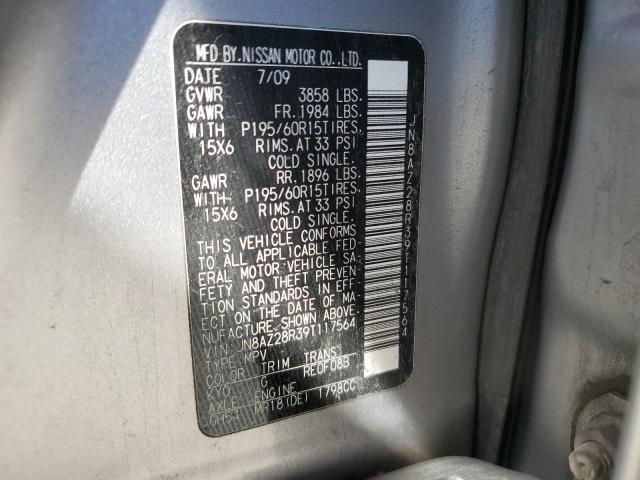 MFD BY.NISSAN MOTOR CO.,LTD.
DATE 7/09
GVWR 3858 LBS.
GAWR FR.1984 LBS.
WITH P195/60R15TIRES.
15X6 RIMS.AT 33 PSI
COLD SINGLE.
GAWR RR.1896 LBS.
WITH P195/60R15TIRES.
15X6 RIMS.AT 33 PSI
COLD SINGLE.
THIS VEHICLE CONFORMS
TO ALL APPLICABLE FED-
ERAL MOTOR VEHICLE SA-
FETY AND THEFT PREVEN-
TION STANDARDS IN EFF
ECT ON THE DATE OF MA-
NUFACTURE SHOWN ABOVE.
VIN: JN8AZ28R39T117564
TYPE:MPV
COLOR TRIM TRANS
KY0 G RE0F08B
AXLE ENGINE
GH54 MR18(DE) 1798CC
JN8AZ28R39T117564